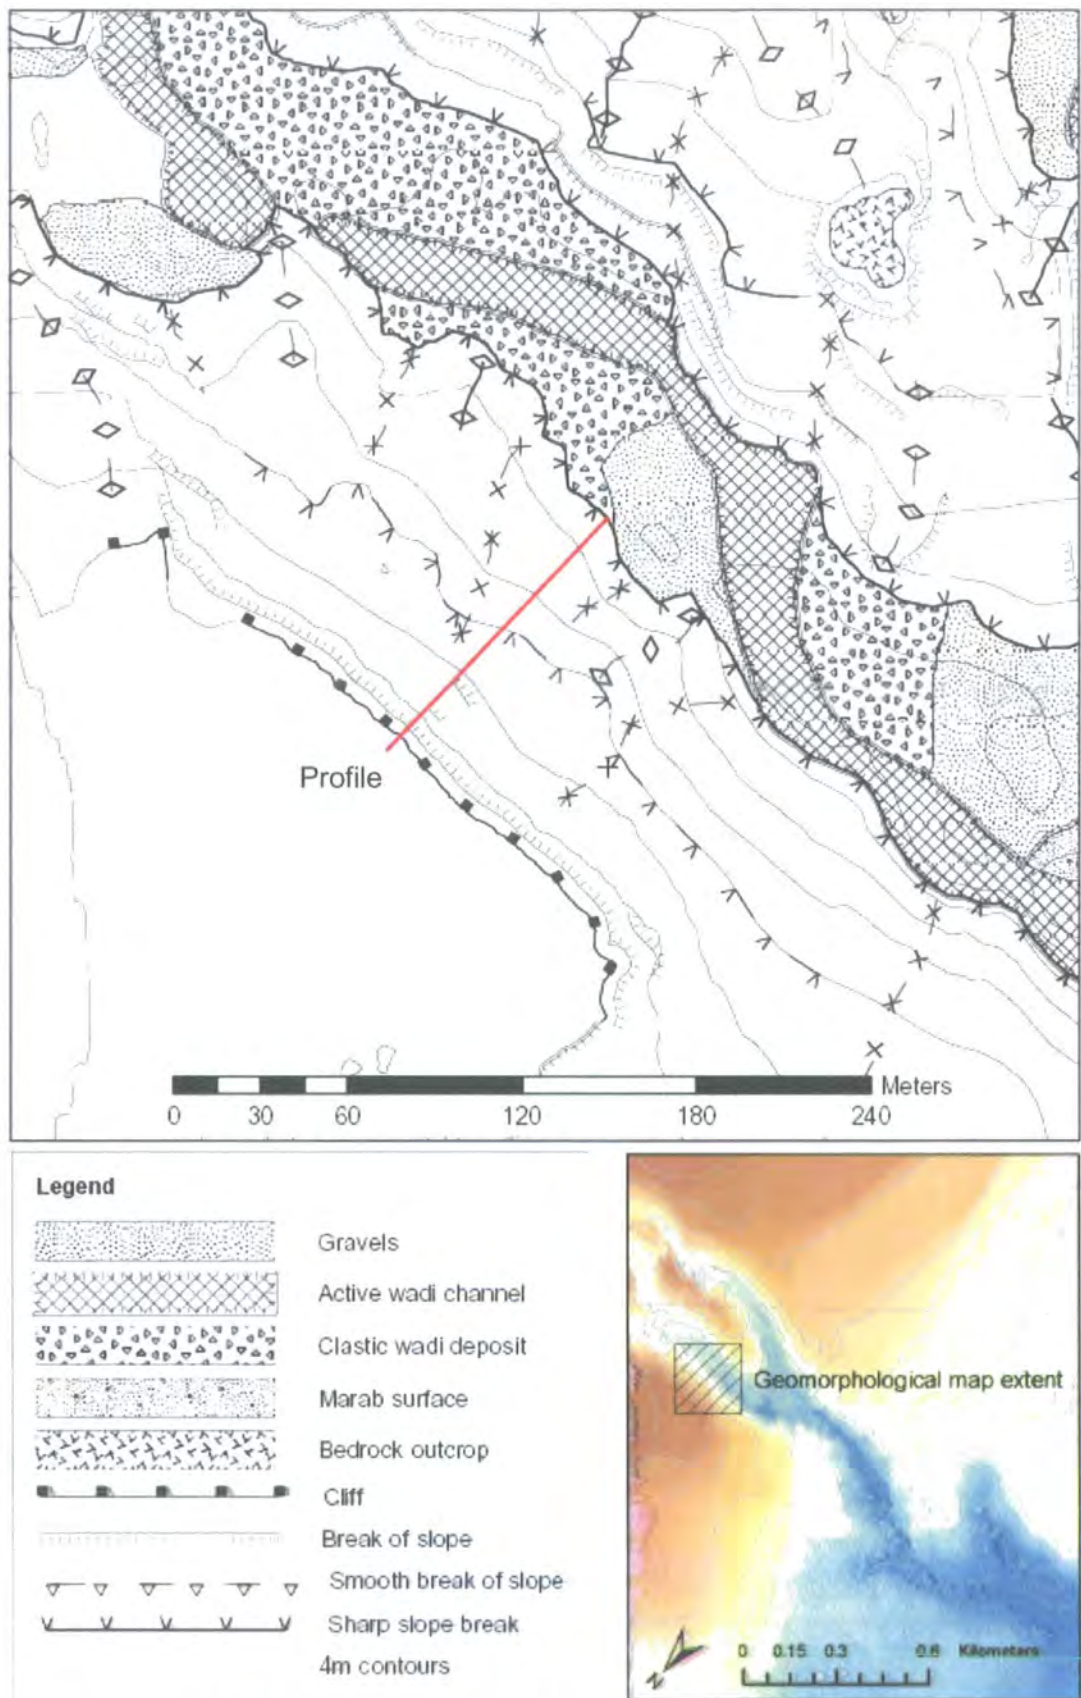 Profile
Meters
0 30 60 120 180 240
Legend
Gravels
Active wadi channel
Clastic wadi deposit
Marab surface
Bedrock outcrop
Cliff
Break of slope
Smooth break of slope
Sharp slope break
4m contours
Geomorphological map extent
N
0 0.15 0.3 0.6 Kilometers